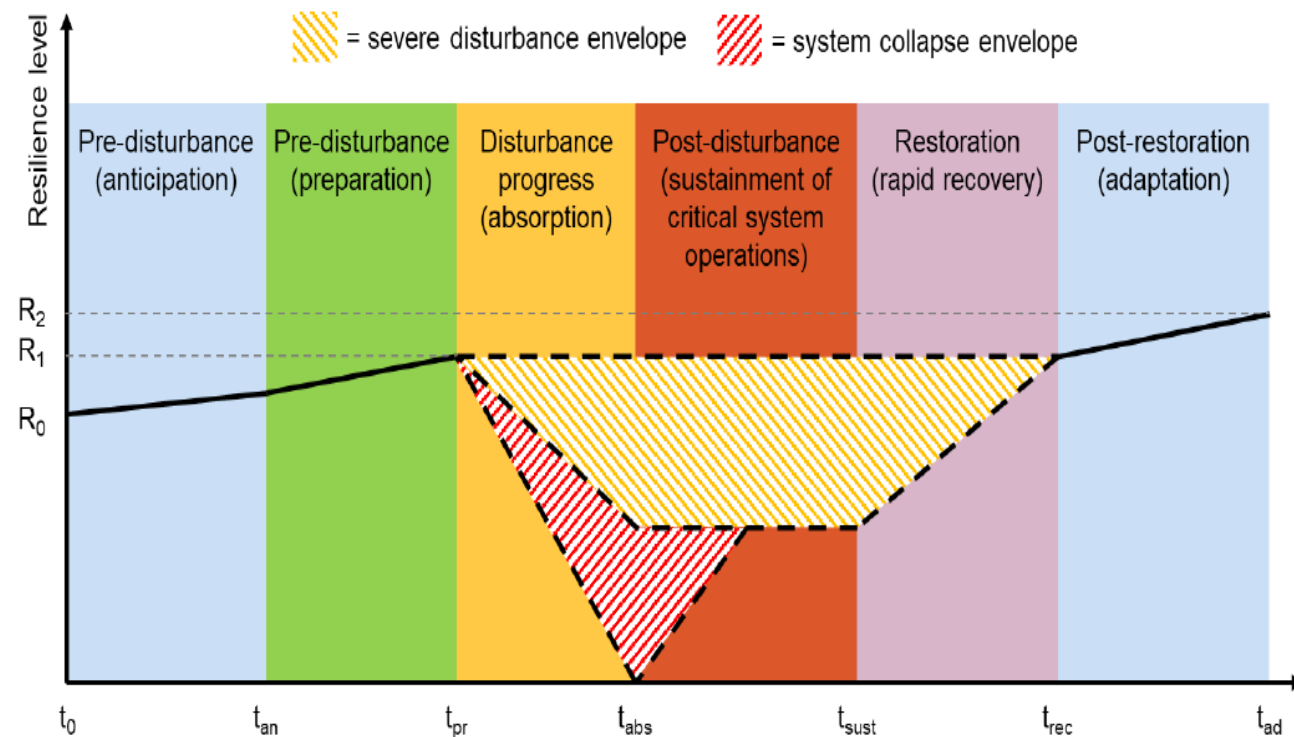 = severe disturbance envelope
= system collapse envelope
Resilience level
Pre-disturbance
(anticipation)
Pre-disturbance
(preparation)
Disturbance
progress
(absorption)
Post-disturbance
(sustainment of
critical system
operations)
Restoration
(rapid recovery)
Post-restoration
(adaptation)
R2
R1
R0
t0
tan
tpr
tabs
tsust
trec
tad